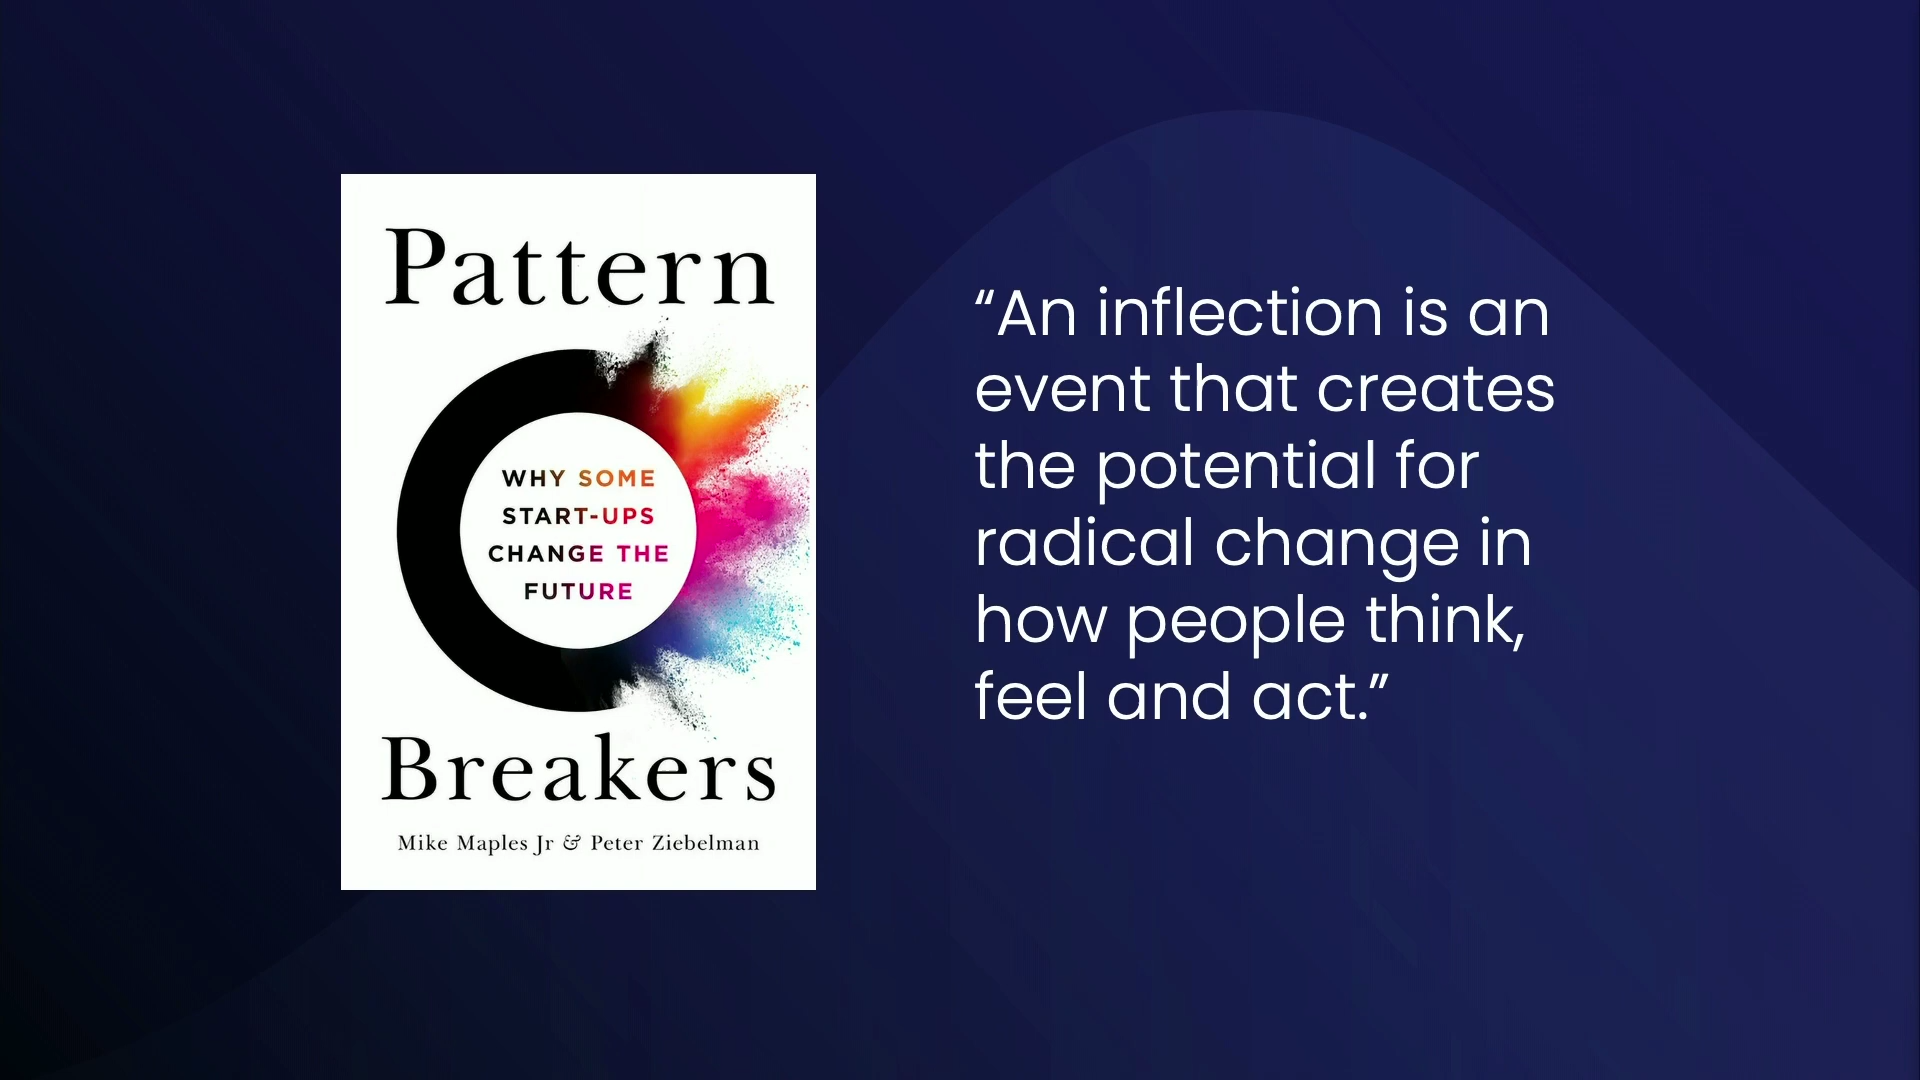 Pattern
WHY SOME
START-UPS
CHANGE THE
FUTURE
Breakers
Mike Maples Jr & Peter Ziebelman
“An inflection is an
event that creates
the potential for
radical change in
how people think,
feel and act.”